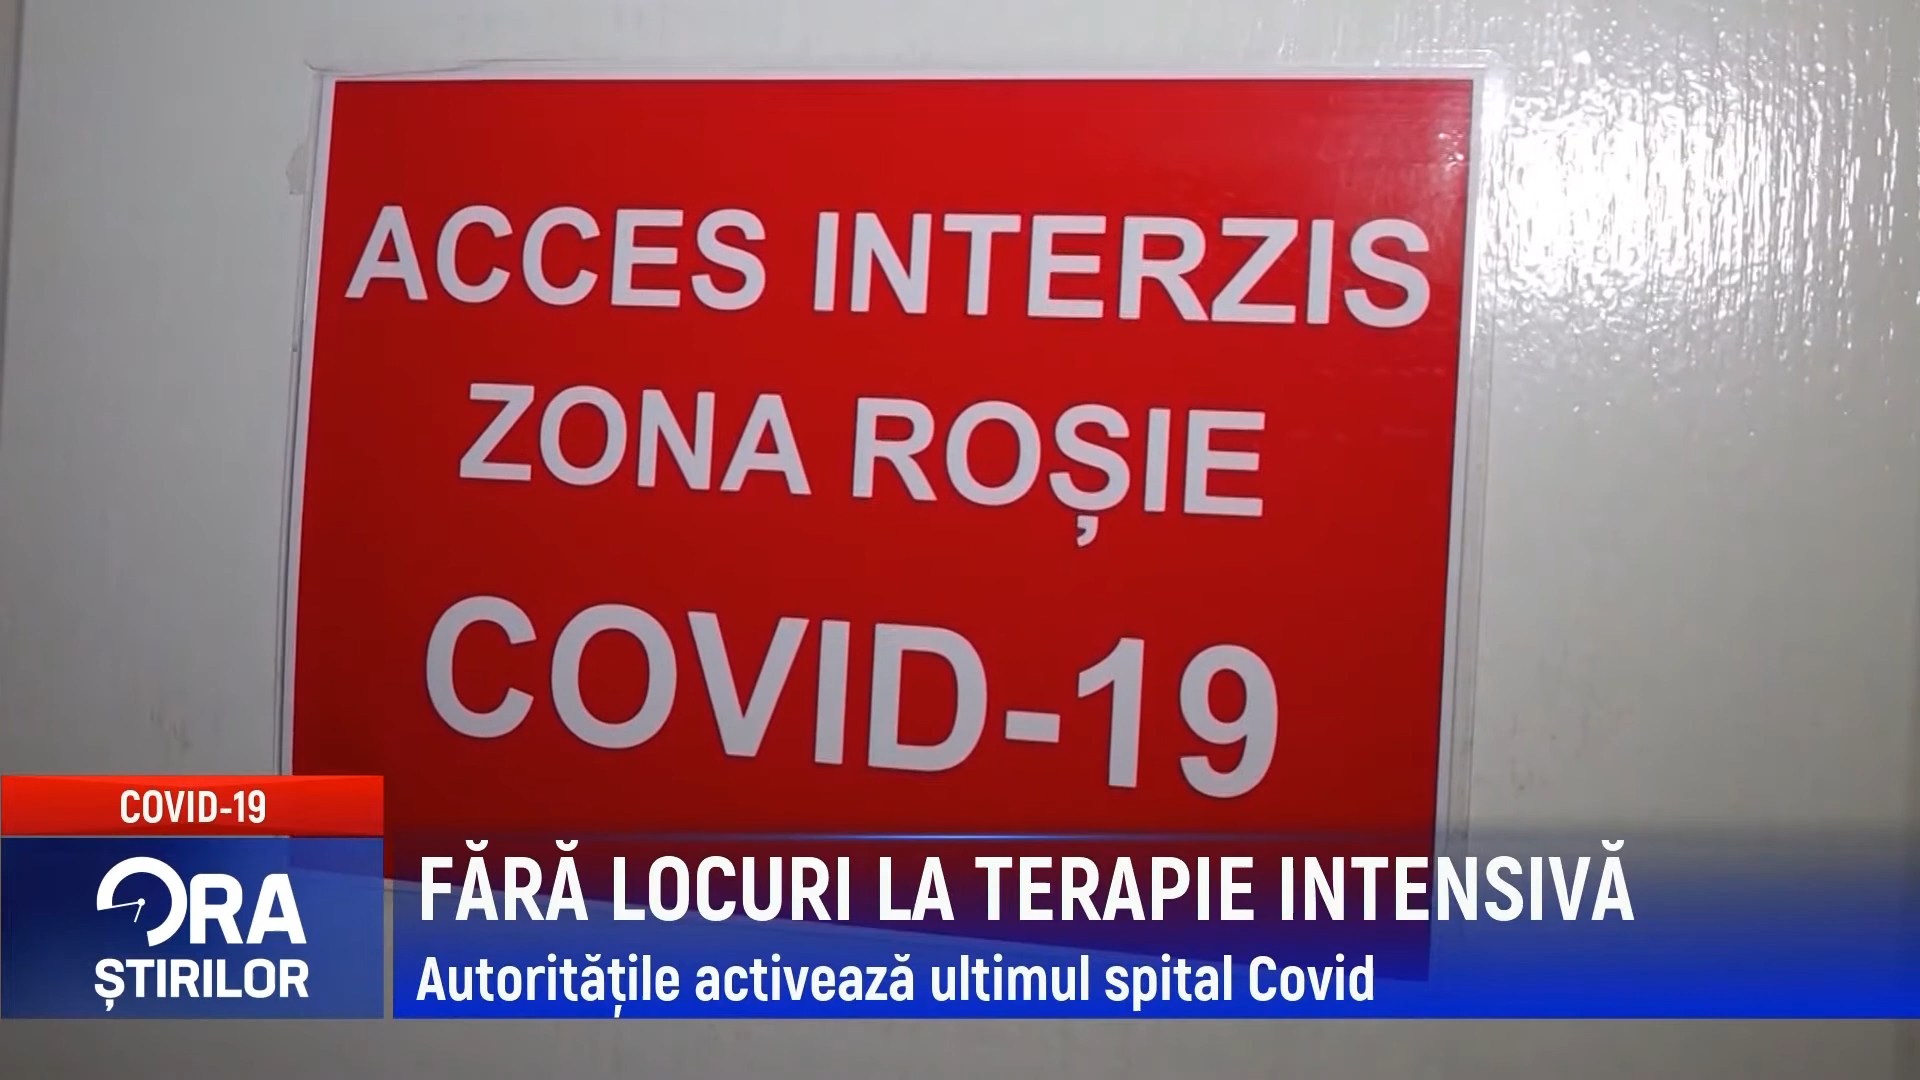 ACCES INTERZIS
ZONA ROȘIE
COVID-19
COVID-19
ORA
ȘTIRILOR
FĂRĂ LOCURI LA TERAPIE INTENSIVĂ
Autoritățile activează ultimul spital Covid